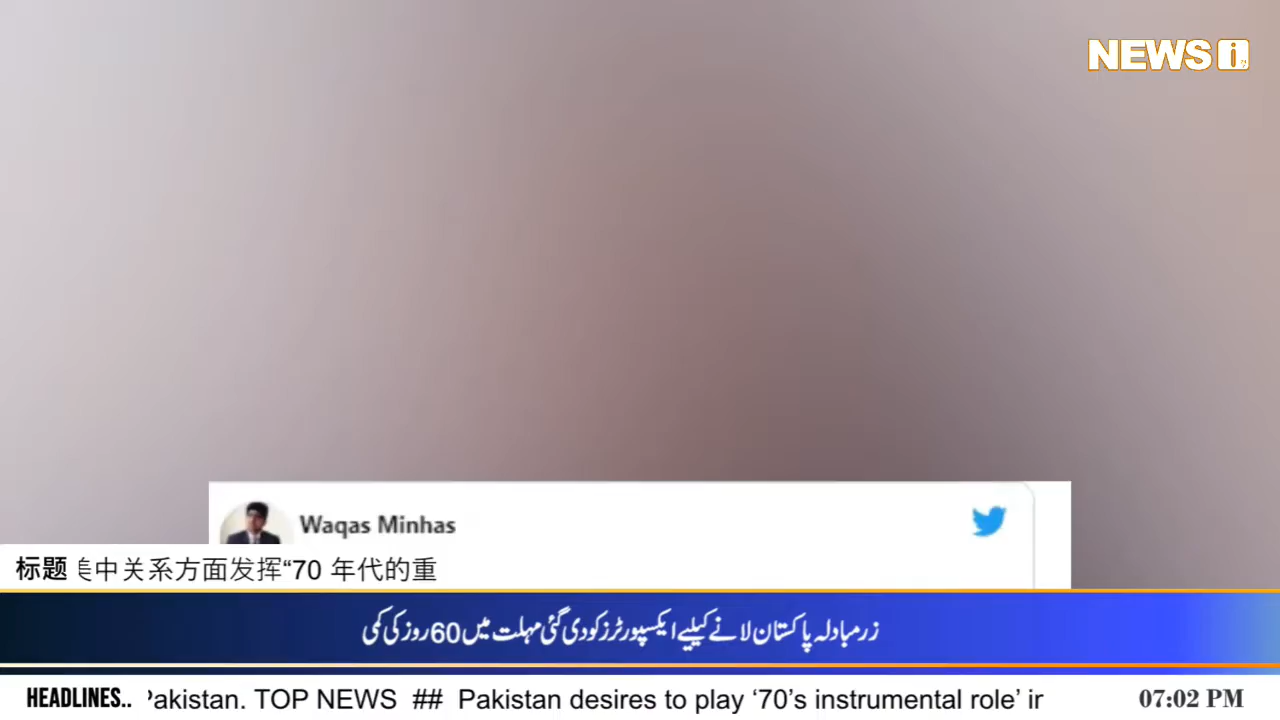 NEWS i
Waqas Minhas
标题 中关系方面发挥“70 年代的重
زرمبادلہ پاکستان لانے کیلیے ایکسپورٹرز کو دی گئی مہلت میں 60 روز کی کمی
HEADLINES.. Pakistan. TOP NEWS ## Pakistan desires to play ‘70’s instrumental role’ ir
07:02 PM